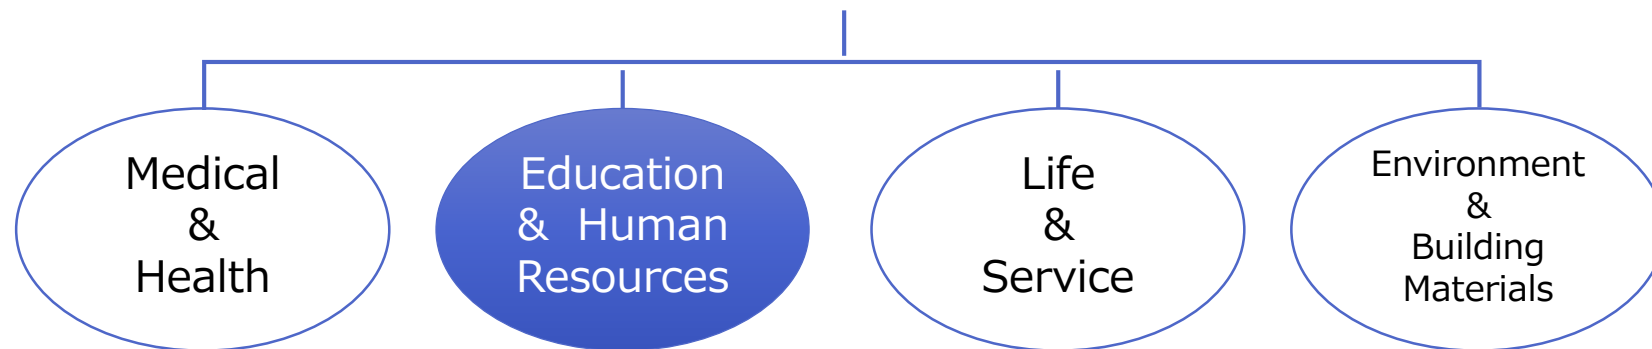 Medical
&
Health
Education
& Human
Resources
Life
&
Service
Environment
&
Building
Materials